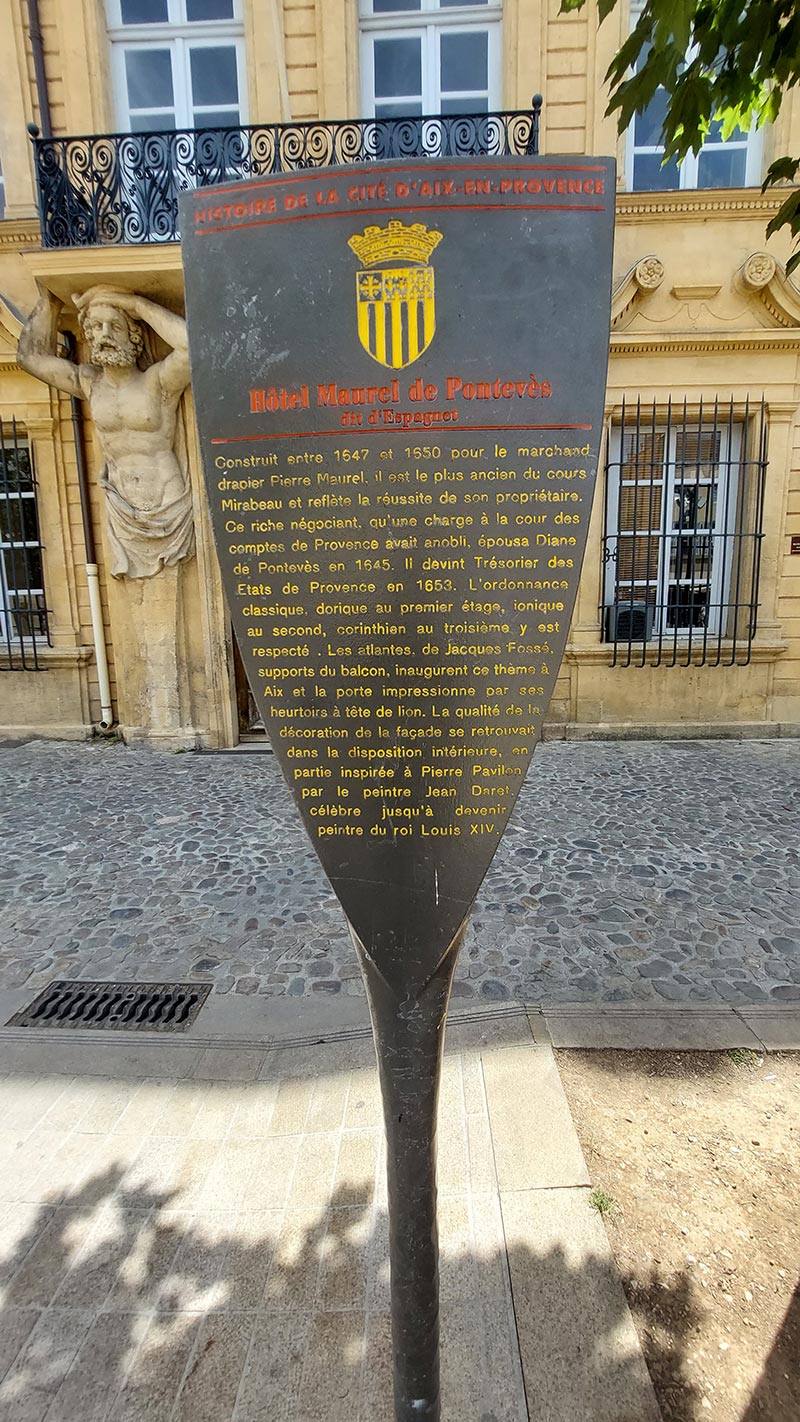 HISTOIRE DE LA CITÉ D'AIX-EN-PROVENCE
Hôtel Maurel de Pontevès
dit d'Espagnet
Construit entre 1647 et 1650 pour le marchand
drapier Pierre Maurel, il est le plus ancien du cours
Mirabeau et reflète la réussite de son propriétaire.
Ce riche négociant, qu'une charge à la cour des
comptes de Provence avait anobli, épousa Diane
de Pontevès en 1645. Il devint Trésorier des
Etats de Provence en 1653. L'ordonnance
classique, dorique au premier étage, ionique
au second, corinthien au troisième y est
respecté . Les atlantes, de Jacques Fossé,
supports du balcon, inaugurent ce thème à
Aix et la porte impressionne par ses
heurtoirs à tête de lion. La qualité de la
décoration de la façade se retrouvait
dans la disposition intérieure, en
partie inspirée à Pierre Pavillon
par le peintre Jean Daret,
célèbre jusqu'à devenir
peintre du roi Louis XIV.